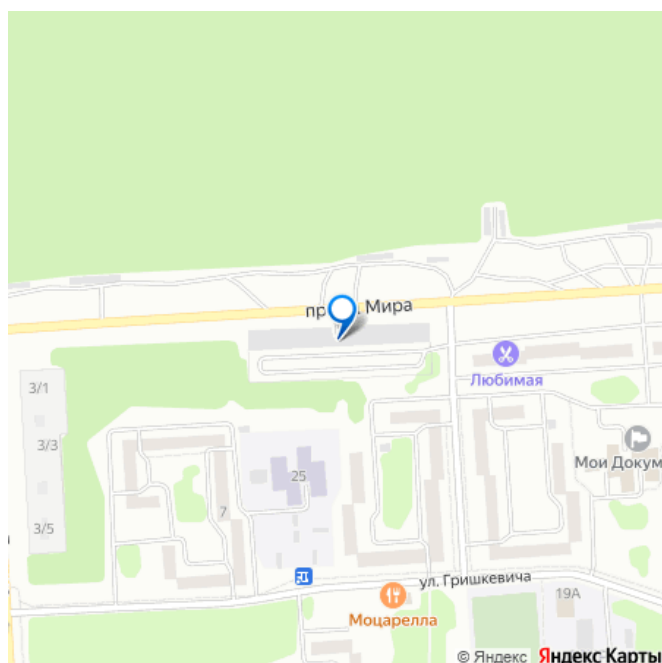 Мира
Любимая
3/1
3/3
Мои Докум
25
7
3/5
ул. Гришкевича
19А
Моцарелла
© Яндекс Яндекс Карты